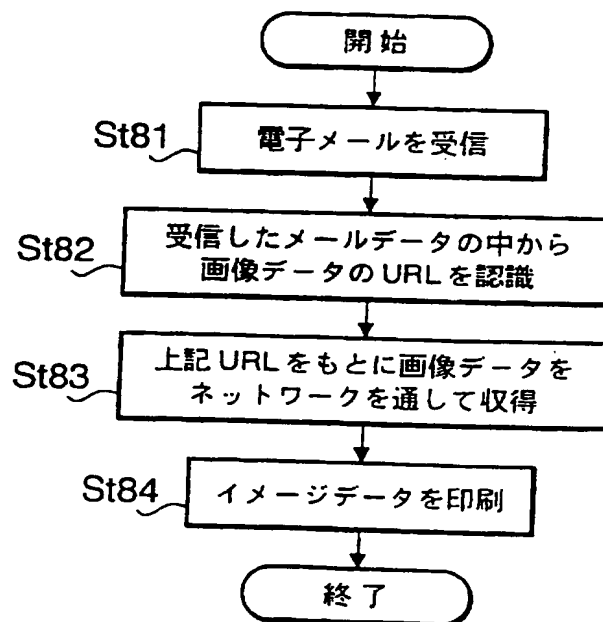 開始
St81
電子メールを受信
St82
受信したメールデータの中から
画像データのURLを認識
St83
上記URLをもとに画像データを
ネットワークを通して収得
St84
イメージデータを印刷
終了